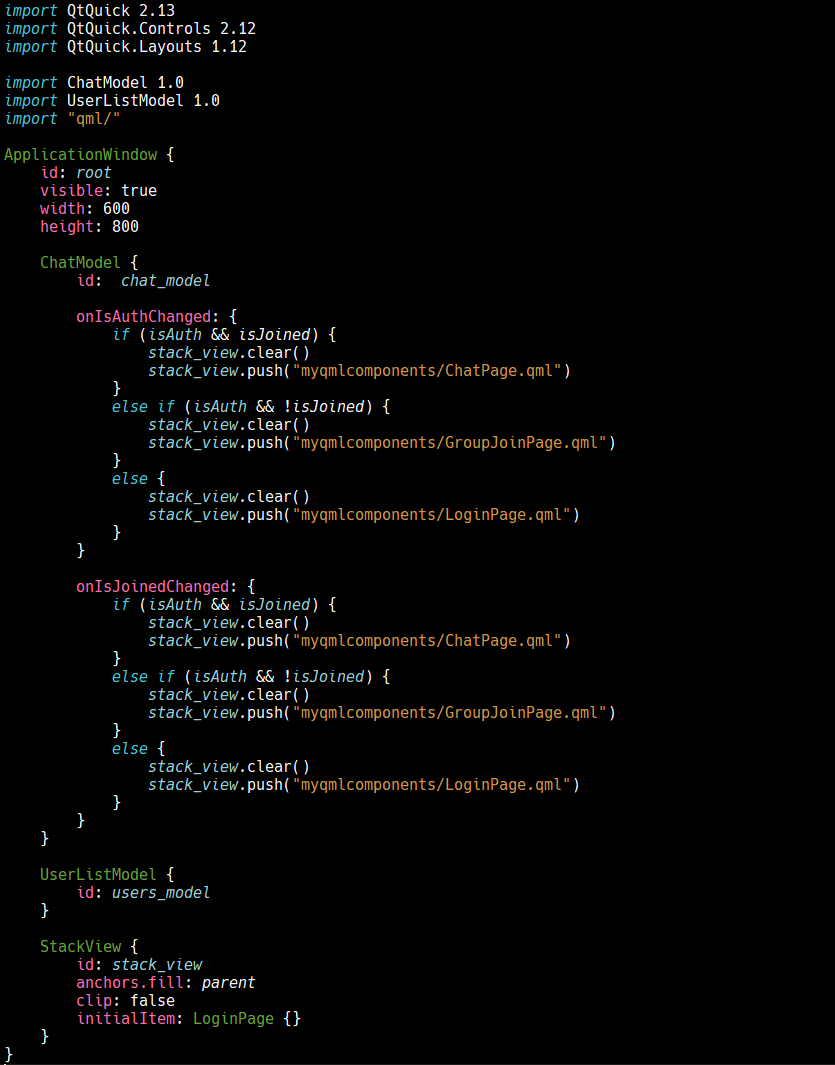 import QtQuick 2.13
import QtQuick.Controls 2.12
import QtQuick.Layouts 1.12

import ChatModel 1.0
import UserListModel 1.0
import "qml/"

ApplicationWindow {
    id: root
    visible: true
    width: 600
    height: 800

    ChatModel {
        id:  chat_model

        onIsAuthChanged: {
            if (isAuth && isJoined) {
                stack_view.clear()
                stack_view.push("myqmlcomponents/ChatPage.qml")
            }
            else if (isAuth && !isJoined) {
                stack_view.clear()
                stack_view.push("myqmlcomponents/GroupJoinPage.qml")
            }
            else {
                stack_view.clear()
                stack_view.push("myqmlcomponents/LoginPage.qml")
            }
        }

        onIsJoinedChanged: {
            if (isAuth && isJoined) {
                stack_view.clear()
                stack_view.push("myqmlcomponents/ChatPage.qml")
            }
            else if (isAuth && !isJoined) {
                stack_view.clear()
                stack_view.push("myqmlcomponents/GroupJoinPage.qml")
            }
            else {
                stack_view.clear()
                stack_view.push("myqmlcomponents/LoginPage.qml")
            }
        }
    }

    UserListModel {
        id: users_model
    }

    StackView {
        id: stack_view
        anchors.fill: parent
        clip: false
        initialItem: LoginPage {}
    }
}